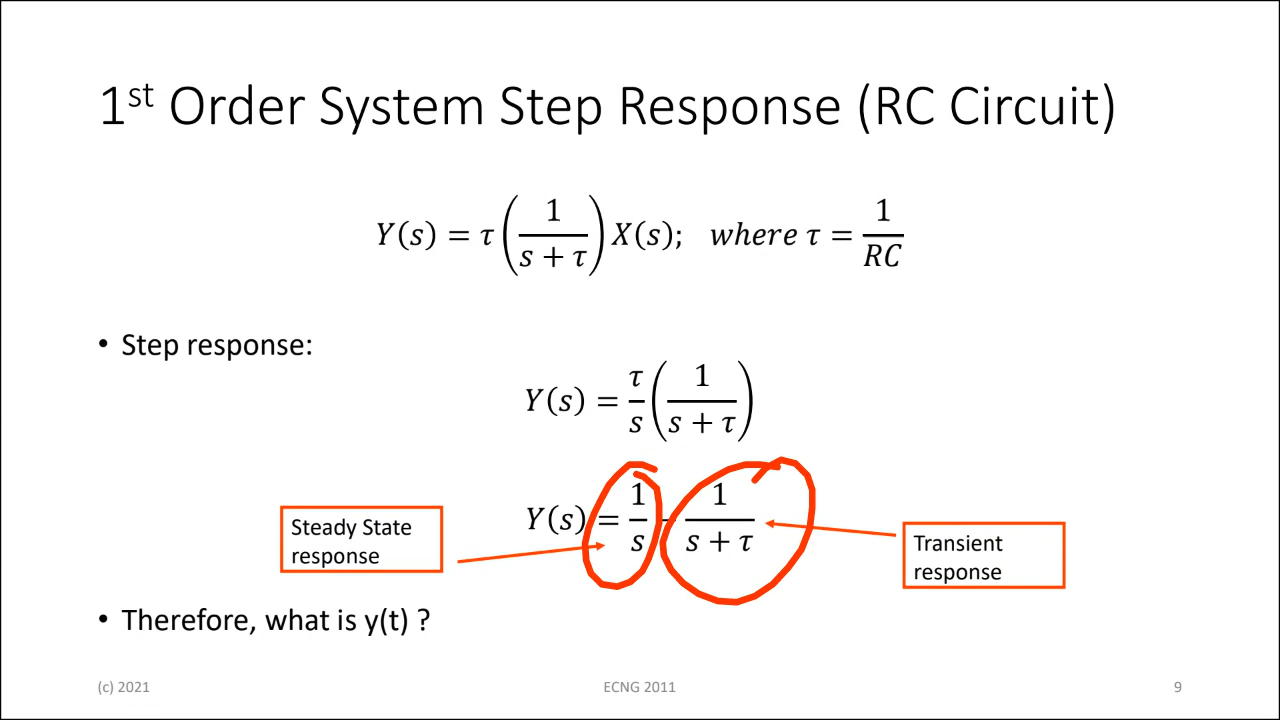 1st Order System Step Response (RC Circuit)
Y(s) = τ (1/(s + τ)) X(s);   where τ = 1/RC
• Step response:
Y(s) = τ/s (1/(s + τ))
Y(s) = 1/s − 1/(s + τ)
Steady State
response
Transient
response
• Therefore, what is y(t) ?
(c) 2021
ECNG 2011
9